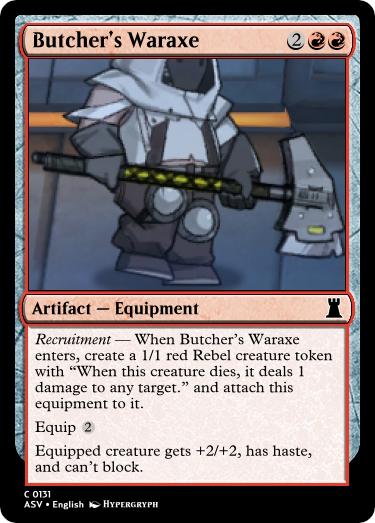 Butcher's Waraxe 2
Artifact — Equipment
Recruitment — When Butcher's Waraxe
enters, create a 1/1 red Rebel creature token
with “When this creature dies, it deals 1
damage to any target.” and attach this
equipment to it.
Equip 2
Equipped creature gets +2/+2, has haste,
and can't block.
C 0131
ASV • English HYPERGRYPH